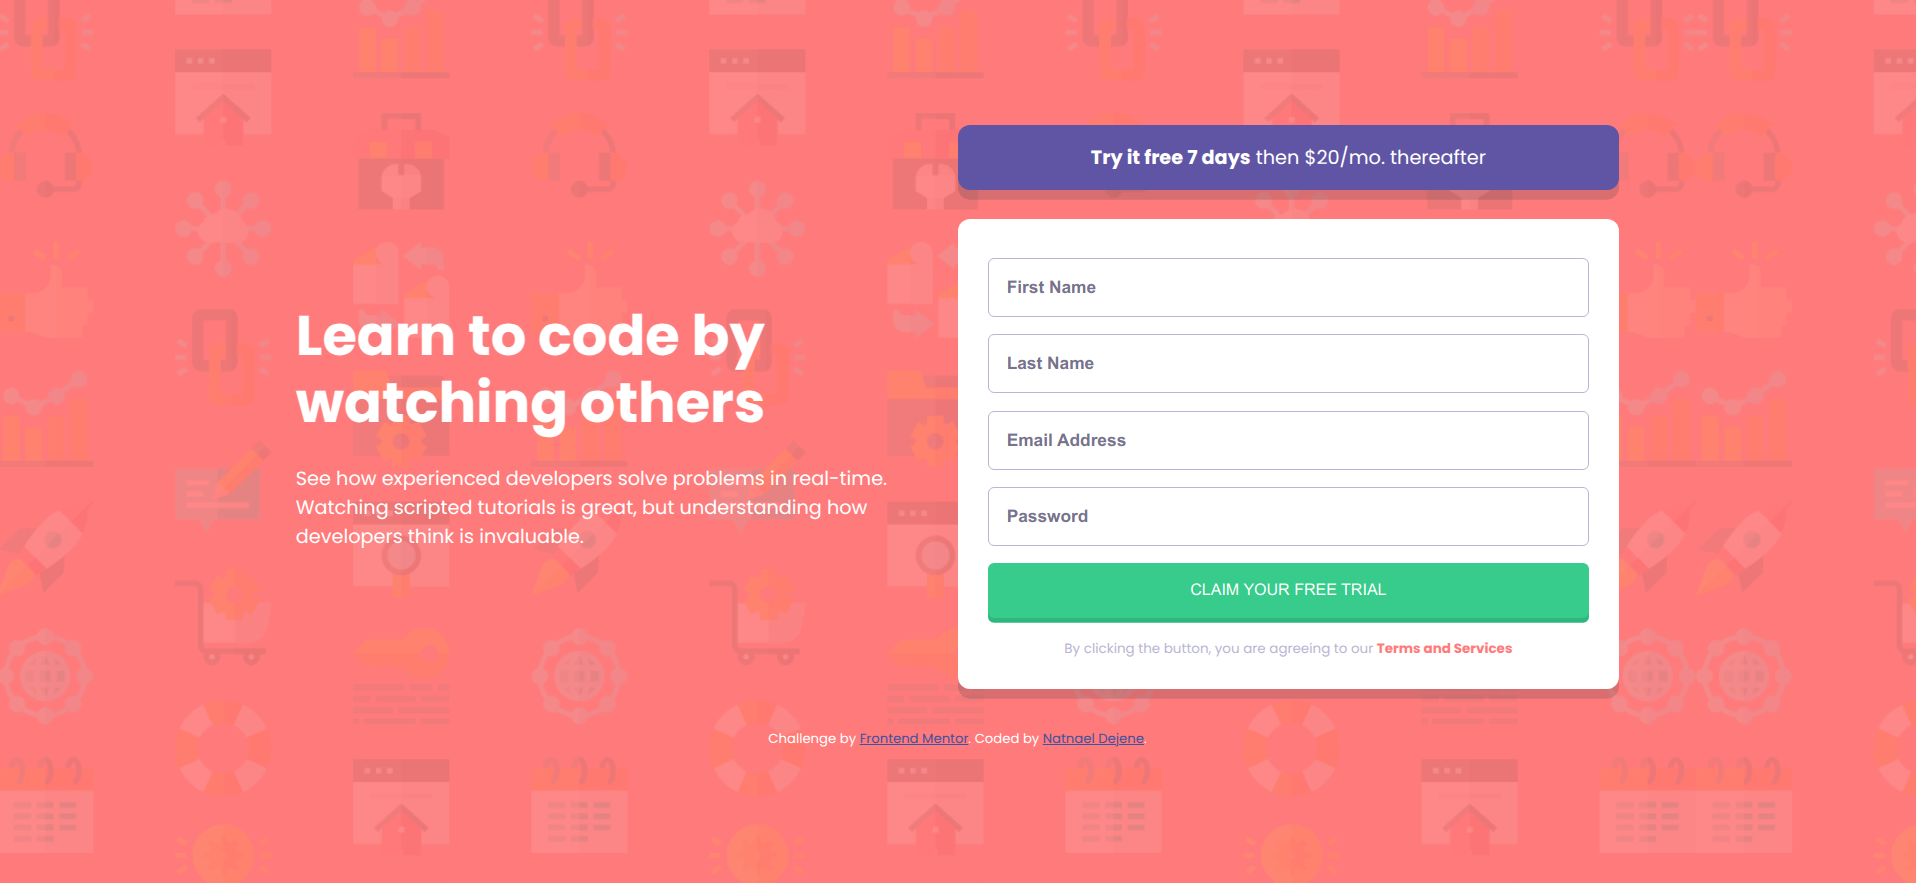 Learn to code by
watching others
See how experienced developers solve problems in real-time.
Watching scripted tutorials is great, but understanding how
developers think is invaluable.
Try it free 7 days then $20/mo. thereafter
First Name
Last Name
Email Address
Password
CLAIM YOUR FREE TRIAL
By clicking the button, you are agreeing to our Terms and Services
Challenge by Frontend Mentor. Coded by Natnael Dejene.